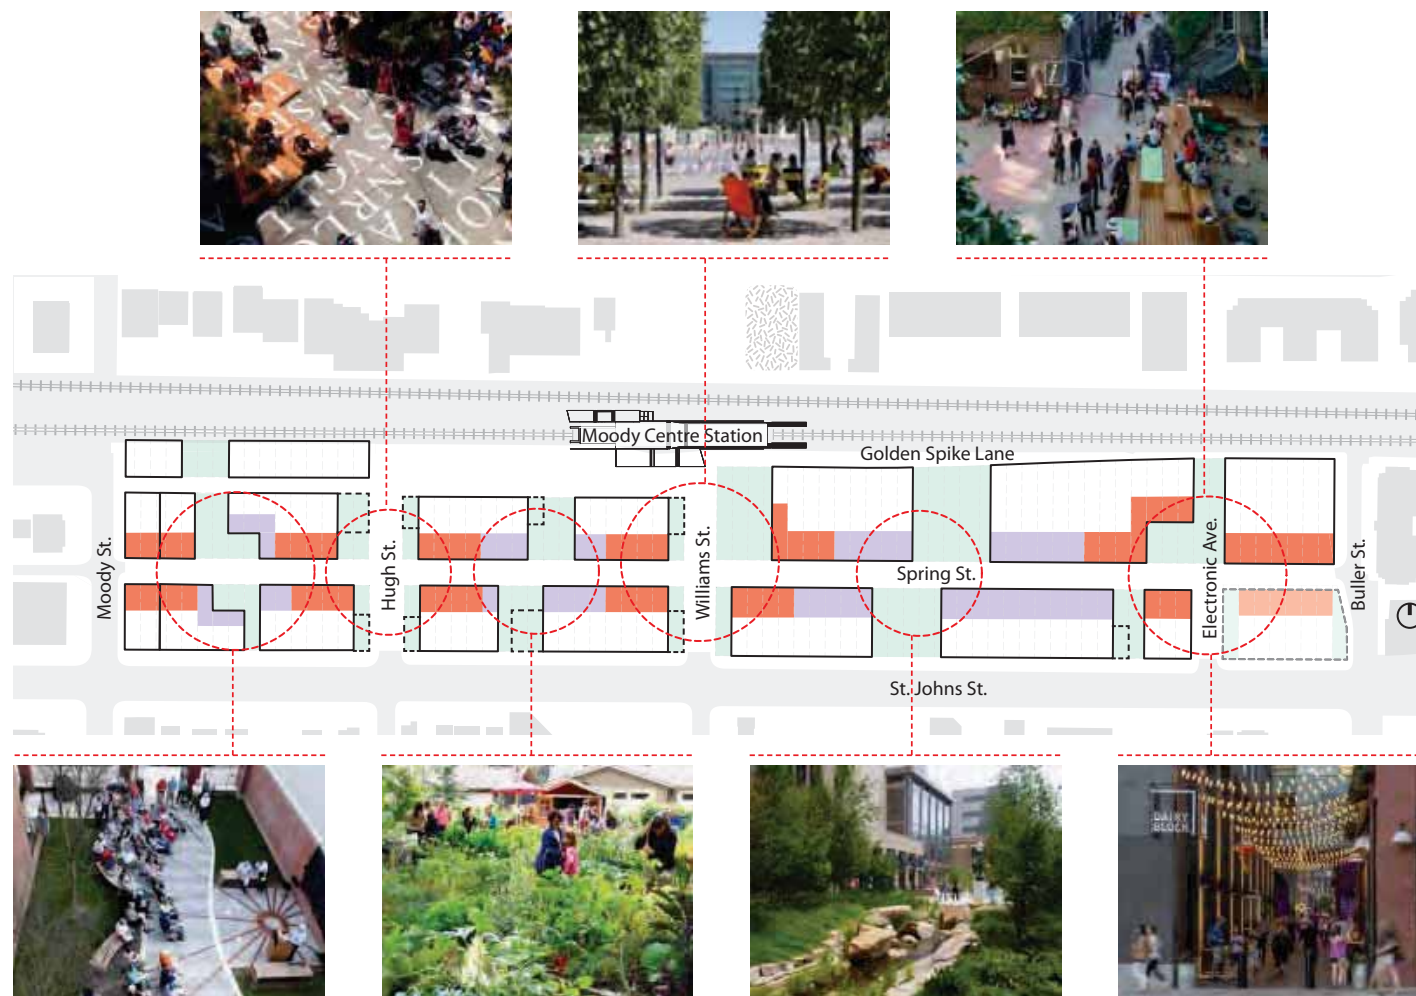 Moody Centre Station
Golden Spike Lane
Moody St.
Hugh St.
Williams St.
Spring St.
Electronic Ave.
Buller St.
St. Johns St.
DAIRY
BLOCK